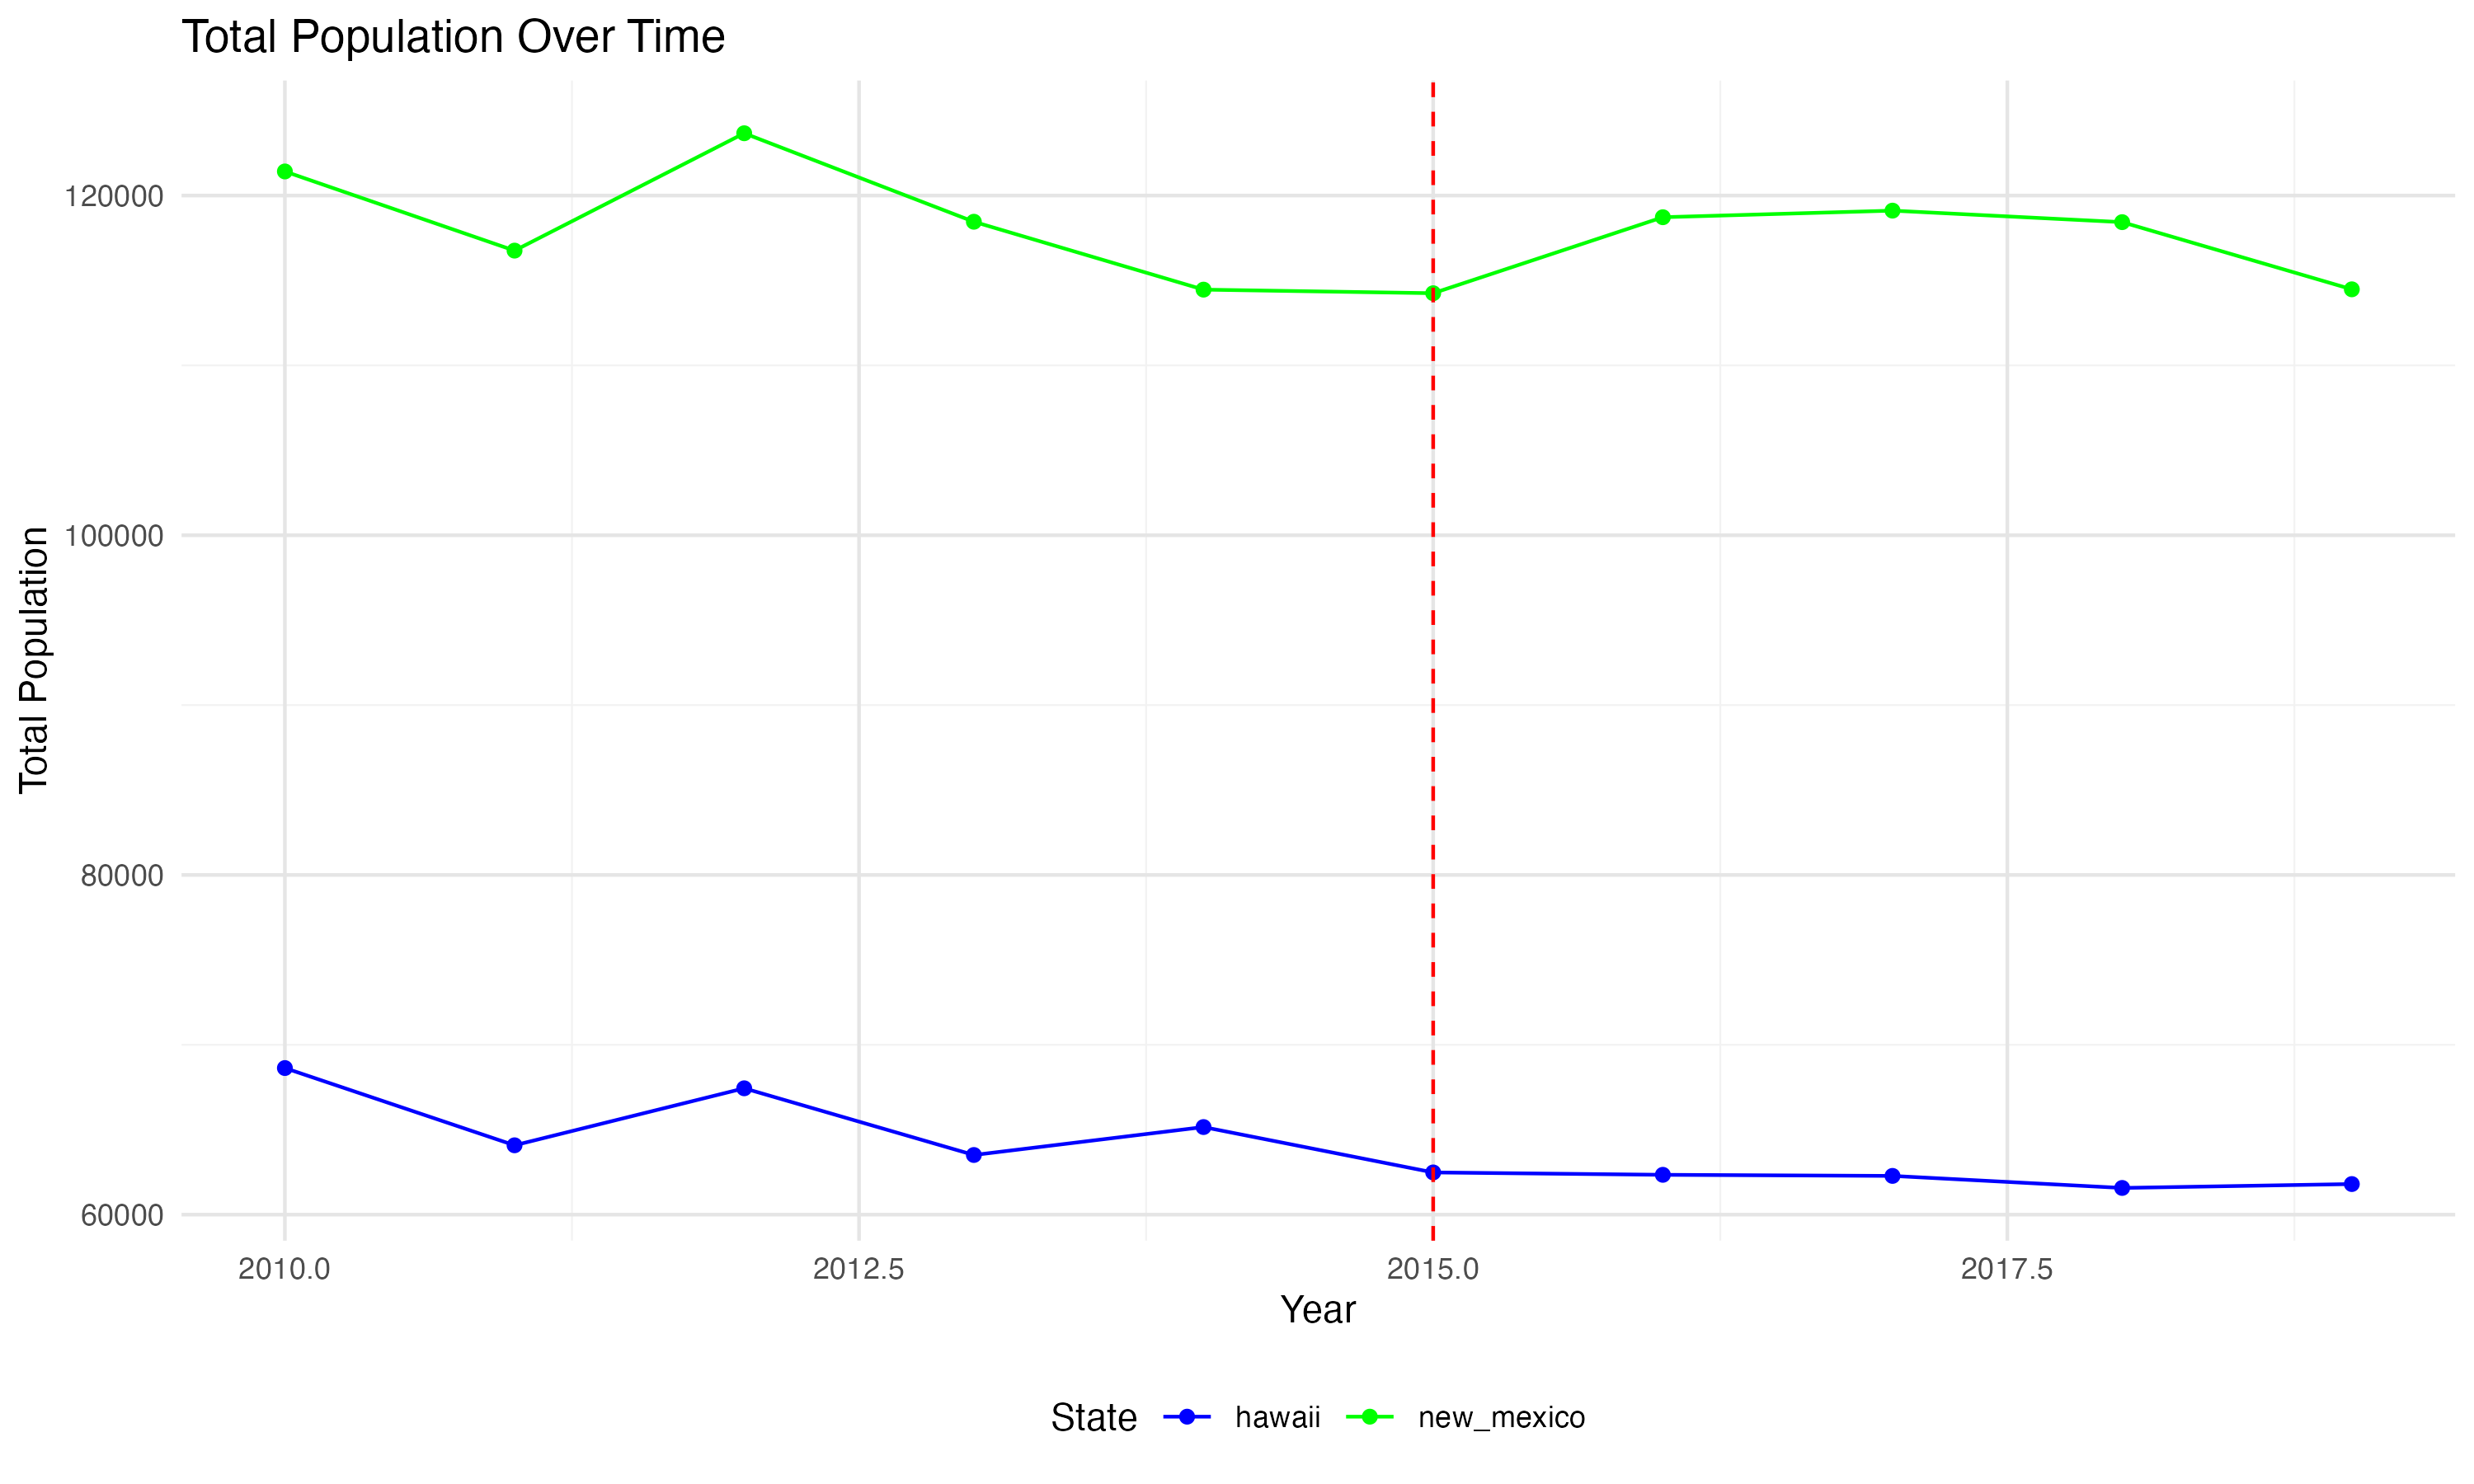 Total Population Over Time
Total Population
120000
100000
80000
60000
2010.0 2012.5 2015.0 2017.5
Year
State hawaii new_mexico